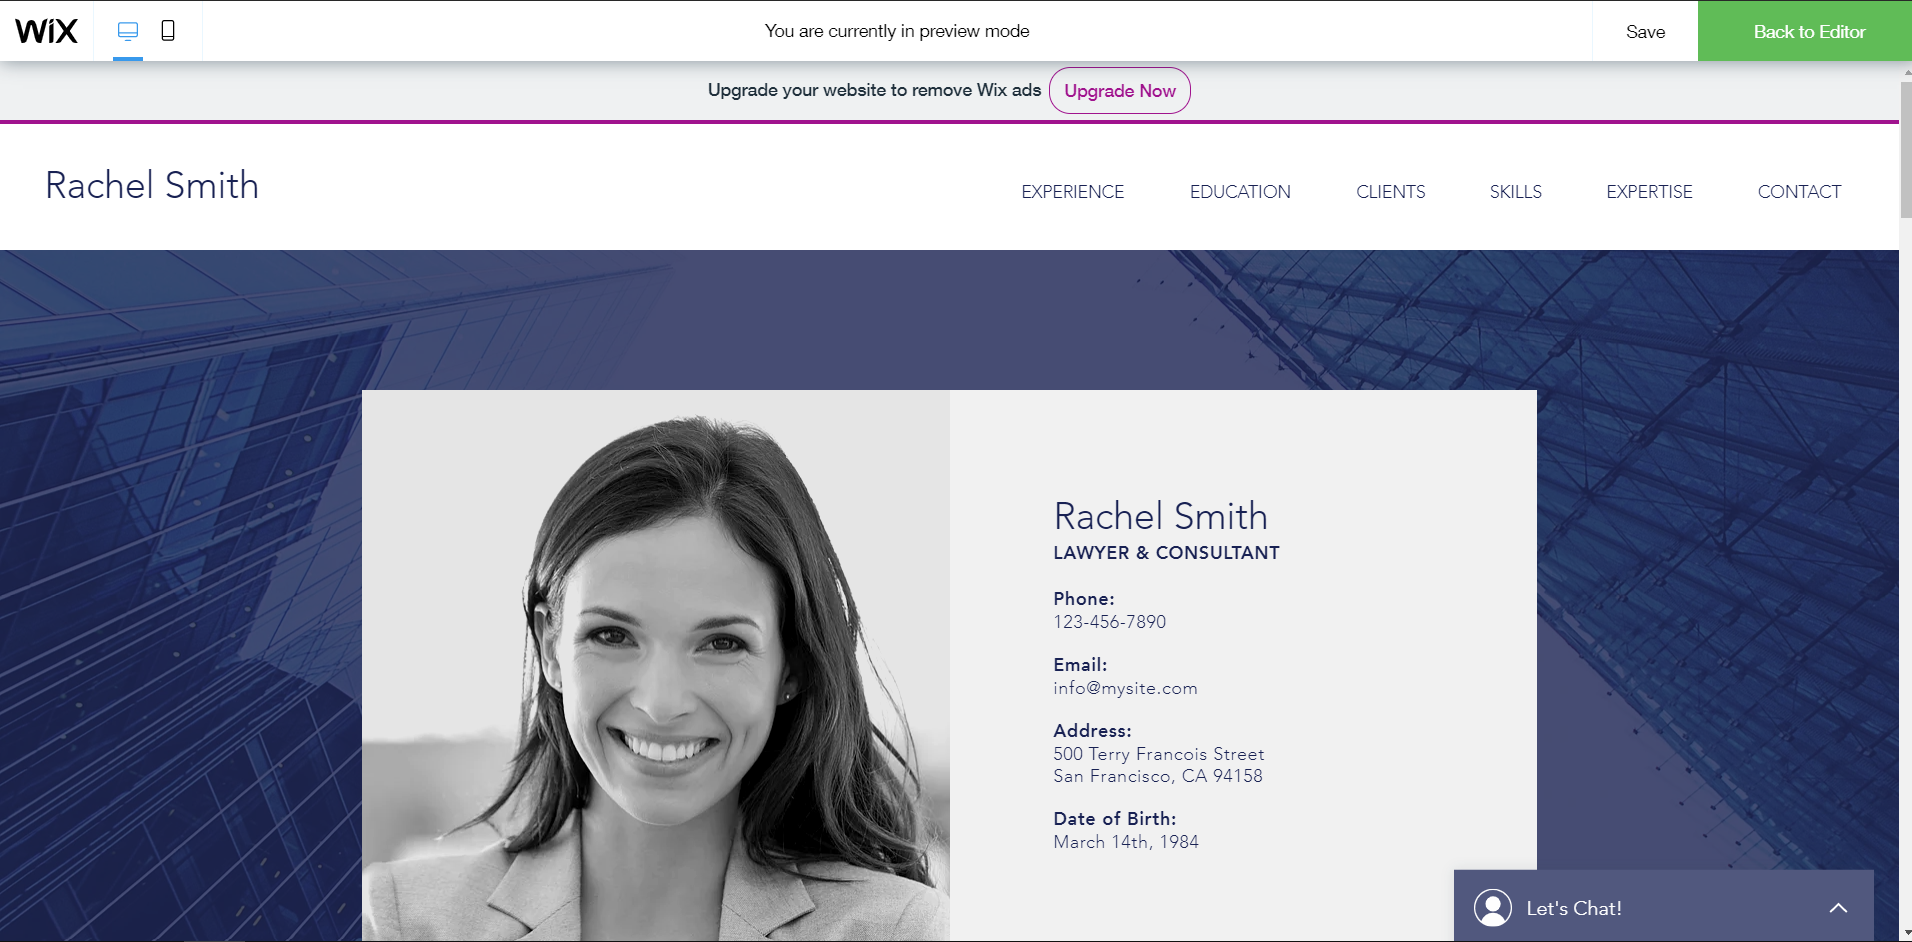 WiX
You are currently in preview mode
Save
Back to Editor
Upgrade your website to remove Wix ads
Upgrade Now
Rachel Smith
EXPERIENCE
EDUCATION
CLIENTS
SKILLS
EXPERTISE
CONTACT
Rachel Smith
LAWYER & CONSULTANT
Phone:
123-456-7890
Email:
info@mysite.com
Address:
500 Terry Francois Street
San Francisco, CA 94158
Date of Birth:
March 14th, 1984
Let's Chat!